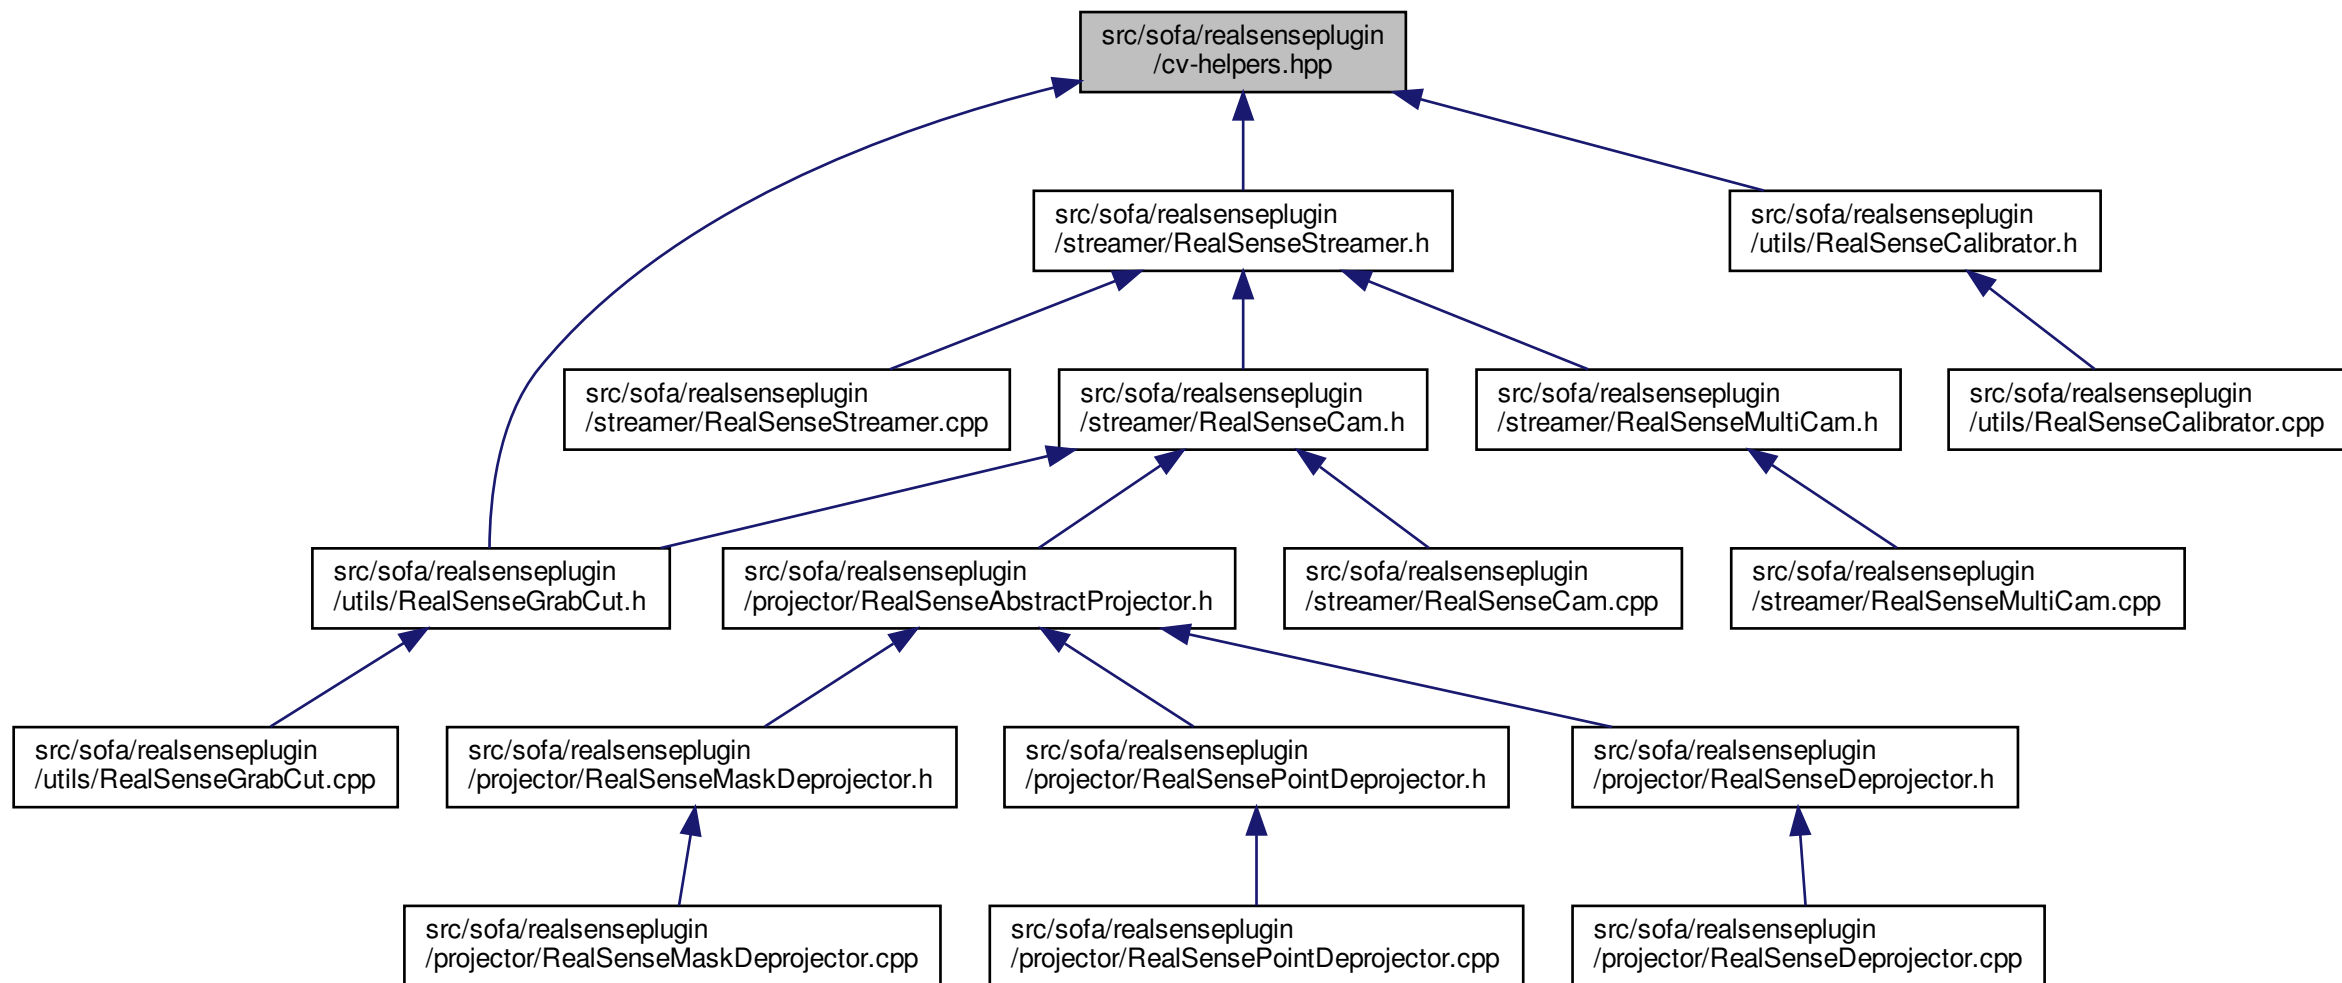 src/sofa/realsenseplugin
/cv-helpers.hpp
src/sofa/realsenseplugin
/streamer/RealSenseStreamer.h
src/sofa/realsenseplugin
/utils/RealSenseCalibrator.h
src/sofa/realsenseplugin
/streamer/RealSenseStreamer.cpp
src/sofa/realsenseplugin
/streamer/RealSenseCam.h
src/sofa/realsenseplugin
/streamer/RealSenseMultiCam.h
src/sofa/realsenseplugin
/utils/RealSenseCalibrator.cpp
src/sofa/realsenseplugin
/utils/RealSenseGrabCut.h
src/sofa/realsenseplugin
/projector/RealSenseAbstractProjector.h
src/sofa/realsenseplugin
/streamer/RealSenseCam.cpp
src/sofa/realsenseplugin
/streamer/RealSenseMultiCam.cpp
src/sofa/realsenseplugin
/utils/RealSenseGrabCut.cpp
src/sofa/realsenseplugin
/projector/RealSenseMaskDeprojector.h
src/sofa/realsenseplugin
/projector/RealSensePointDeprojector.h
src/sofa/realsenseplugin
/projector/RealSenseDeprojector.h
src/sofa/realsenseplugin
/projector/RealSenseMaskDeprojector.cpp
src/sofa/realsenseplugin
/projector/RealSensePointDeprojector.cpp
src/sofa/realsenseplugin
/projector/RealSenseDeprojector.cpp